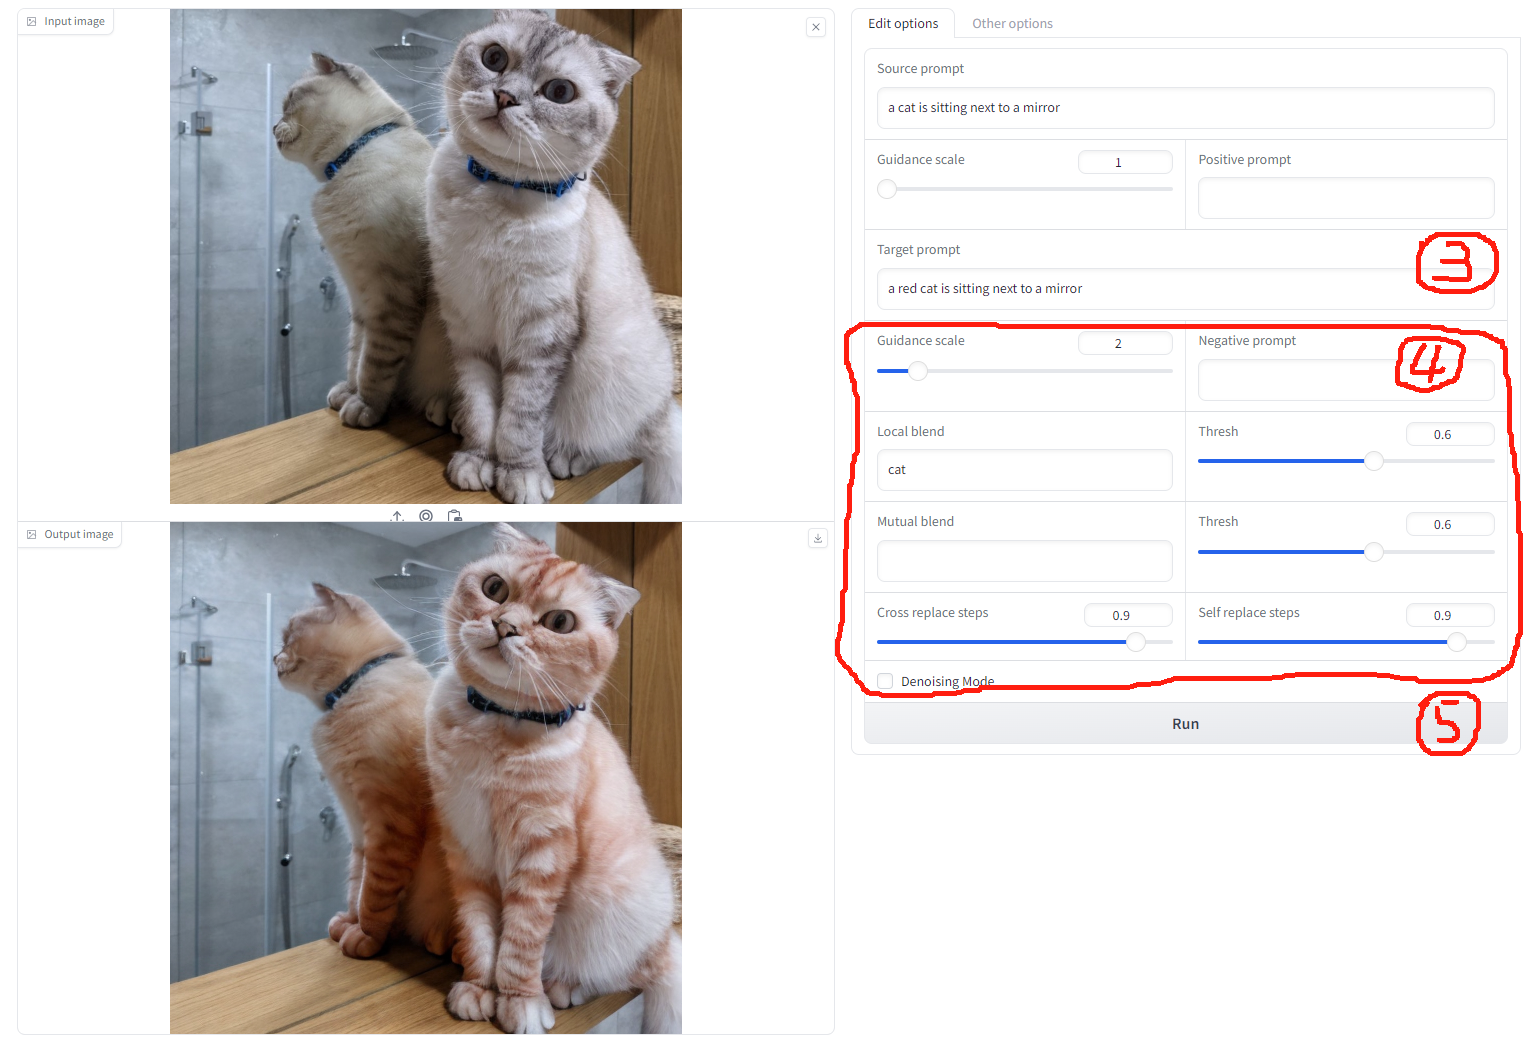 Input image
Output image
Edit options
Other options
Source prompt
a cat is sitting next to a mirror
Guidance scale
1
Positive prompt
Target prompt
3
a red cat is sitting next to a mirror
Guidance scale
2
Negative prompt
4
Local blend
cat
Thresh
0.6
Mutual blend
Thresh
0.6
Cross replace steps
0.9
Self replace steps
0.9
Denoising Mode
Run
5